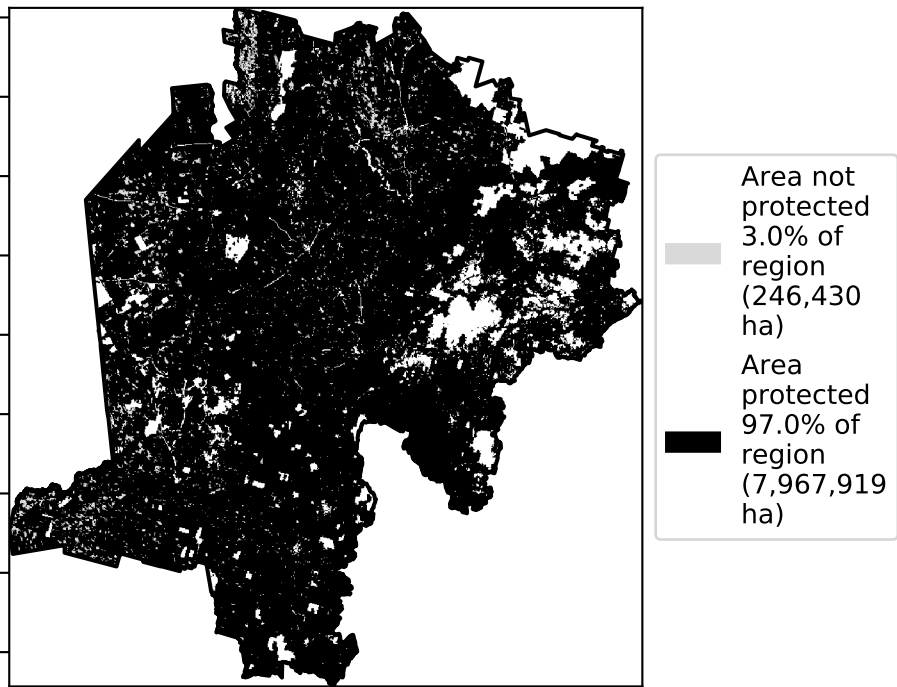 Area not
protected
3.0% of
region
(246,430
ha)
Area
protected
97.0% of
region
(7,967,919
ha)